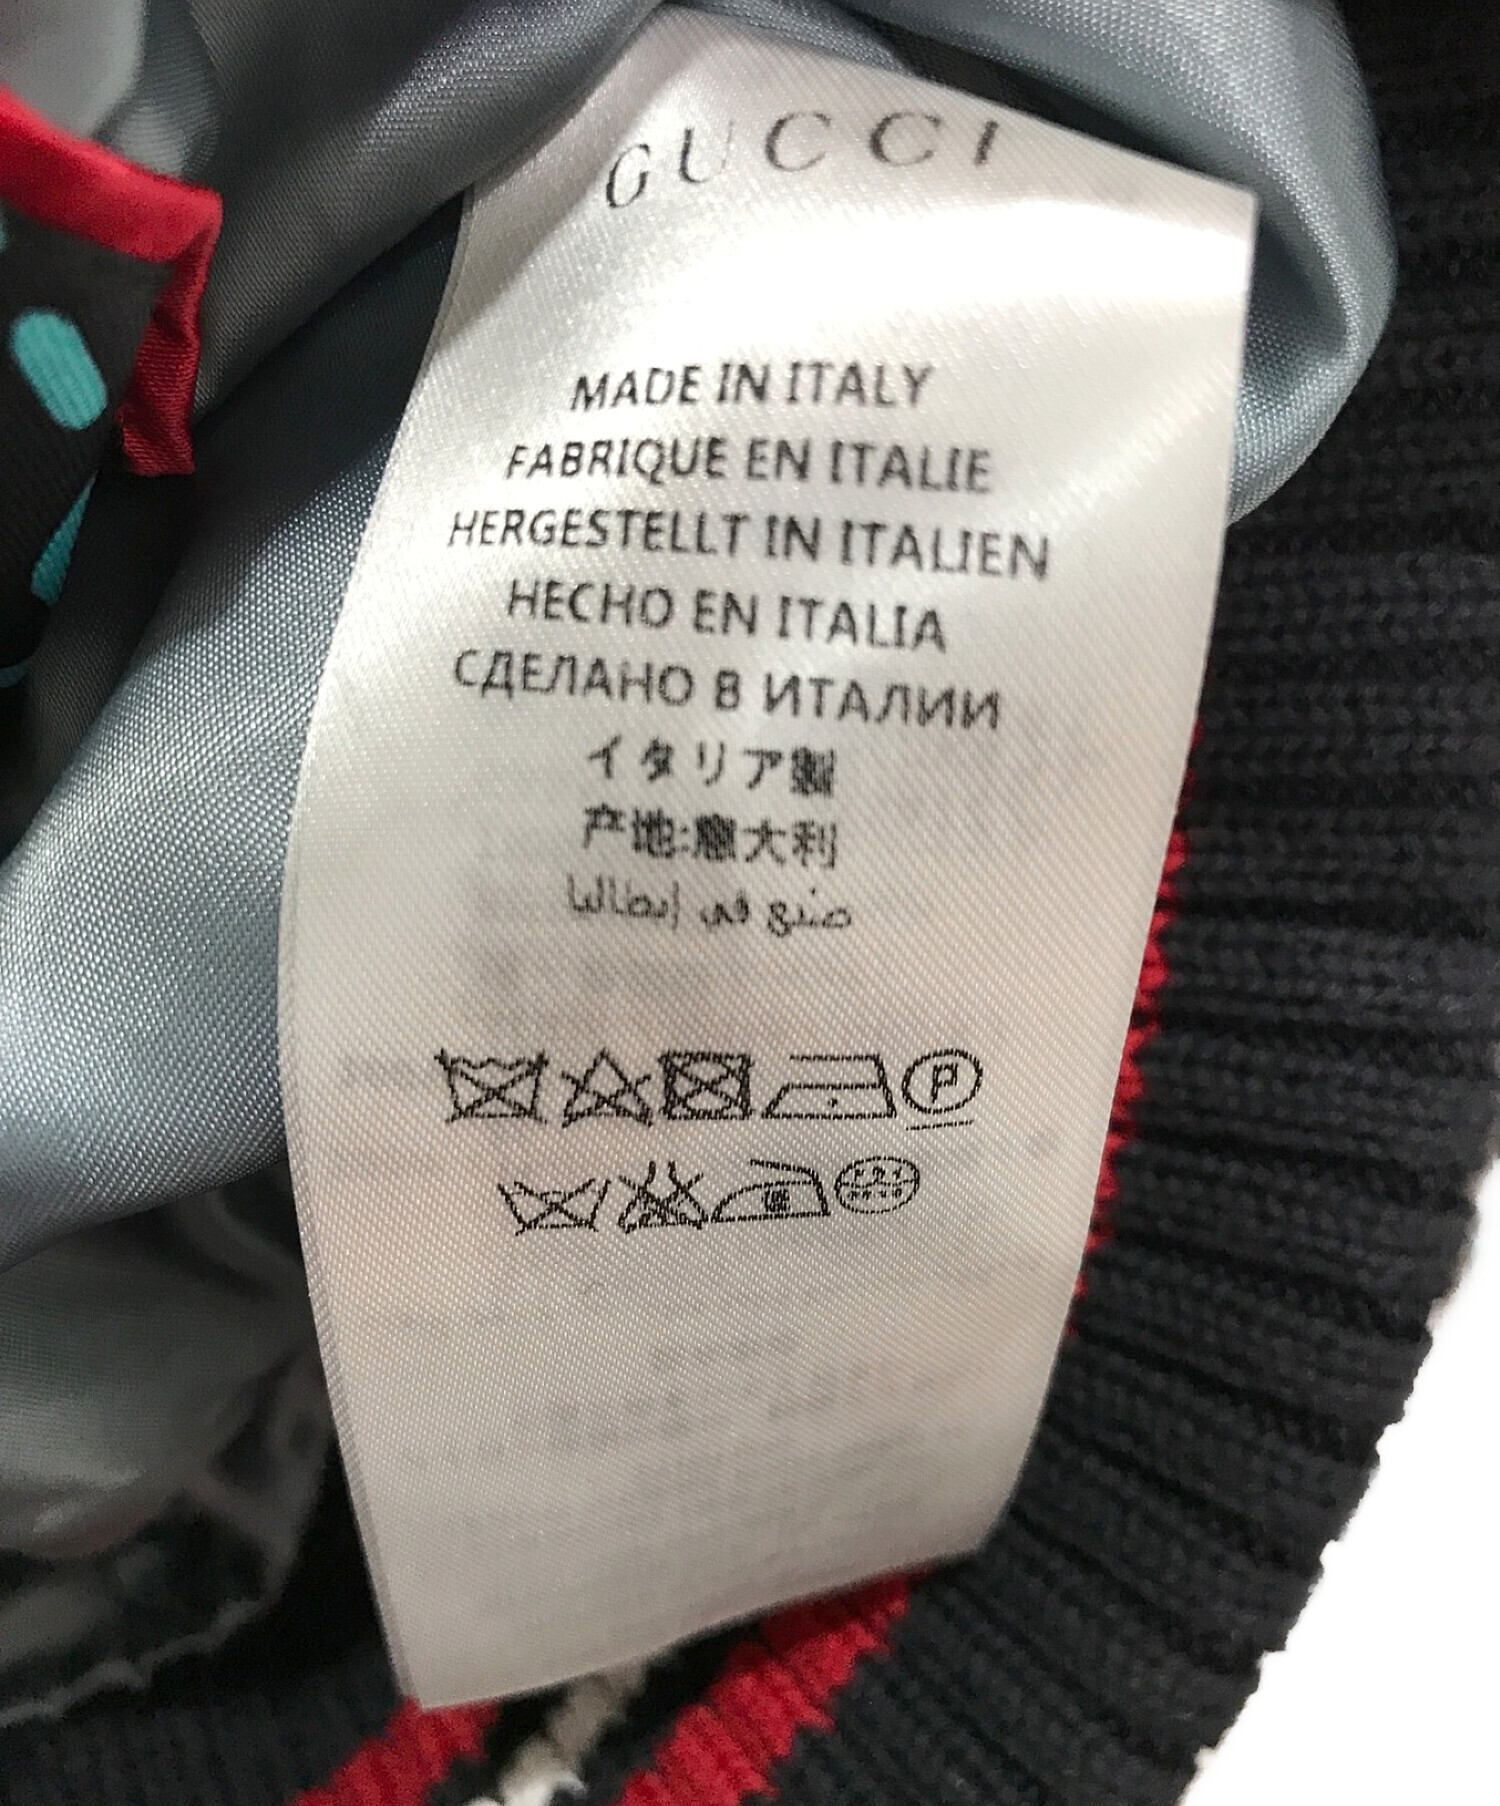 GUCCI
MADE IN ITALY
FABRIQUE EN ITALIE
HERGESTELLT IN ITALIEN
HECHO EN ITALIA
СДЕЛАНО В ИТАЛИИ
イタリア製
产地:意大利
صنع في إيطاليا
P